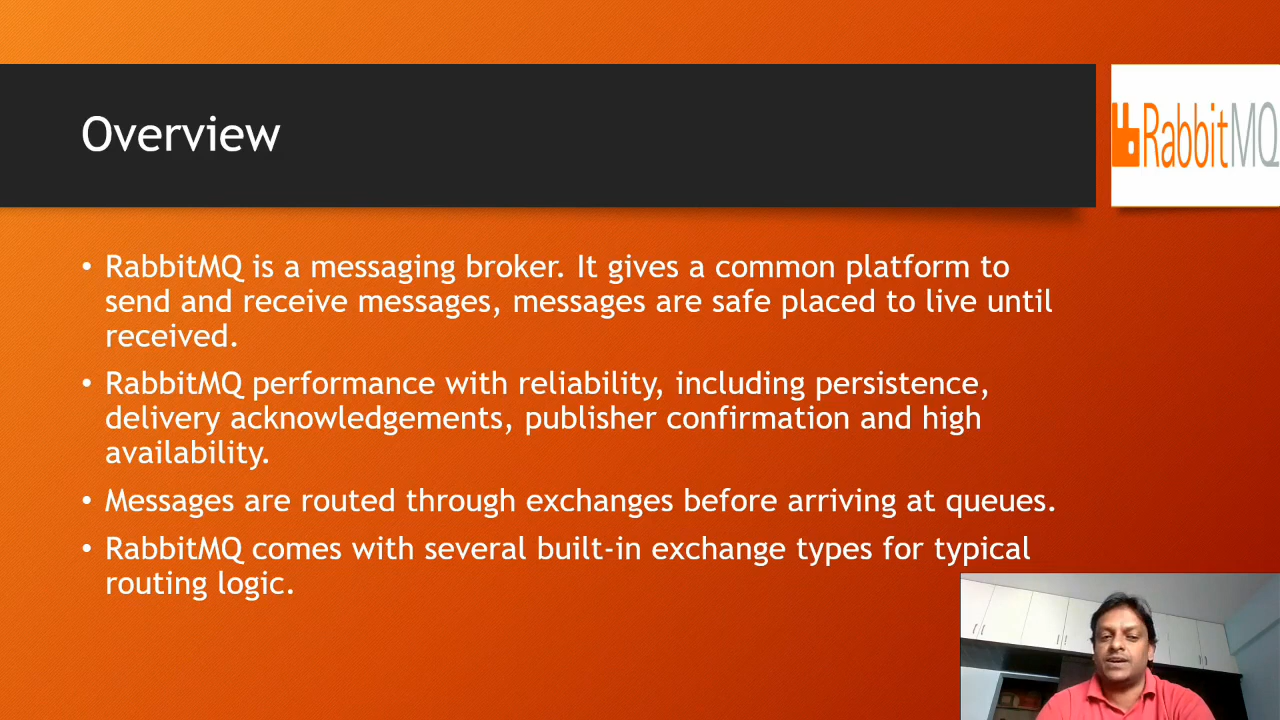 Overview
RabbitMQ
• RabbitMQ is a messaging broker. It gives a common platform to
send and receive messages, messages are safe placed to live until
received.
• RabbitMQ performance with reliability, including persistence,
delivery acknowledgements, publisher confirmation and high
availability.
• Messages are routed through exchanges before arriving at queues.
• RabbitMQ comes with several built-in exchange types for typical
routing logic.